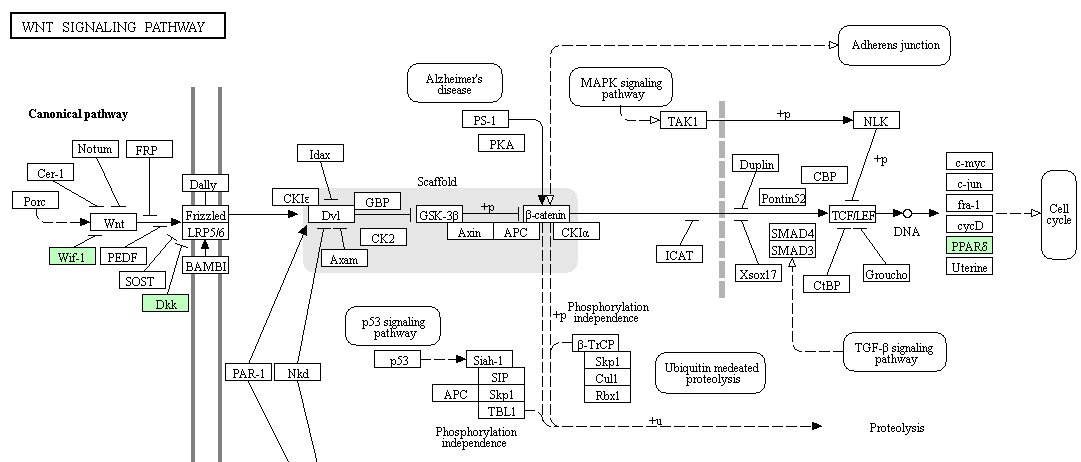 WNT SIGNALING PATHWAY
Adherens junction
Alzheimer's
disease
MAPK signaling
pathway
Canonical pathway
PS-1
TAK1
+p
NLK
Notum
FRP
PKA
Idax
Duplin
+p
c-myc
Cer-1
Scaffold
CBP
Dally
c-jun
Porc
CKIε
GBP
Pontin52
fra-1
Wnt
Frizzled
Dvl
GSK-3β
+p
β-catenin
TCF/LEF
DNA
cycD
Cell
cycle
LRP5/6
CK2
Axin
APC
CKIα
SMAD4
SMAD3
PPARδ
Wif-1
PEDF
BAMBI
Axam
ICAT
Xsox17
Groucho
Uterine
SOST
CtBP
Dkk
p53 signaling
pathway
+p
Phosphorylation
independence
β-TrCP
TGF-β signaling
pathway
p53
Siah-1
Skp1
Ubiquitin medeated
proteolysis
PAR-1
Nkd
SIP
Cul1
APC
Skp1
Rbx1
TBL1
Phosphorylation
independence
+u
Proteolysis